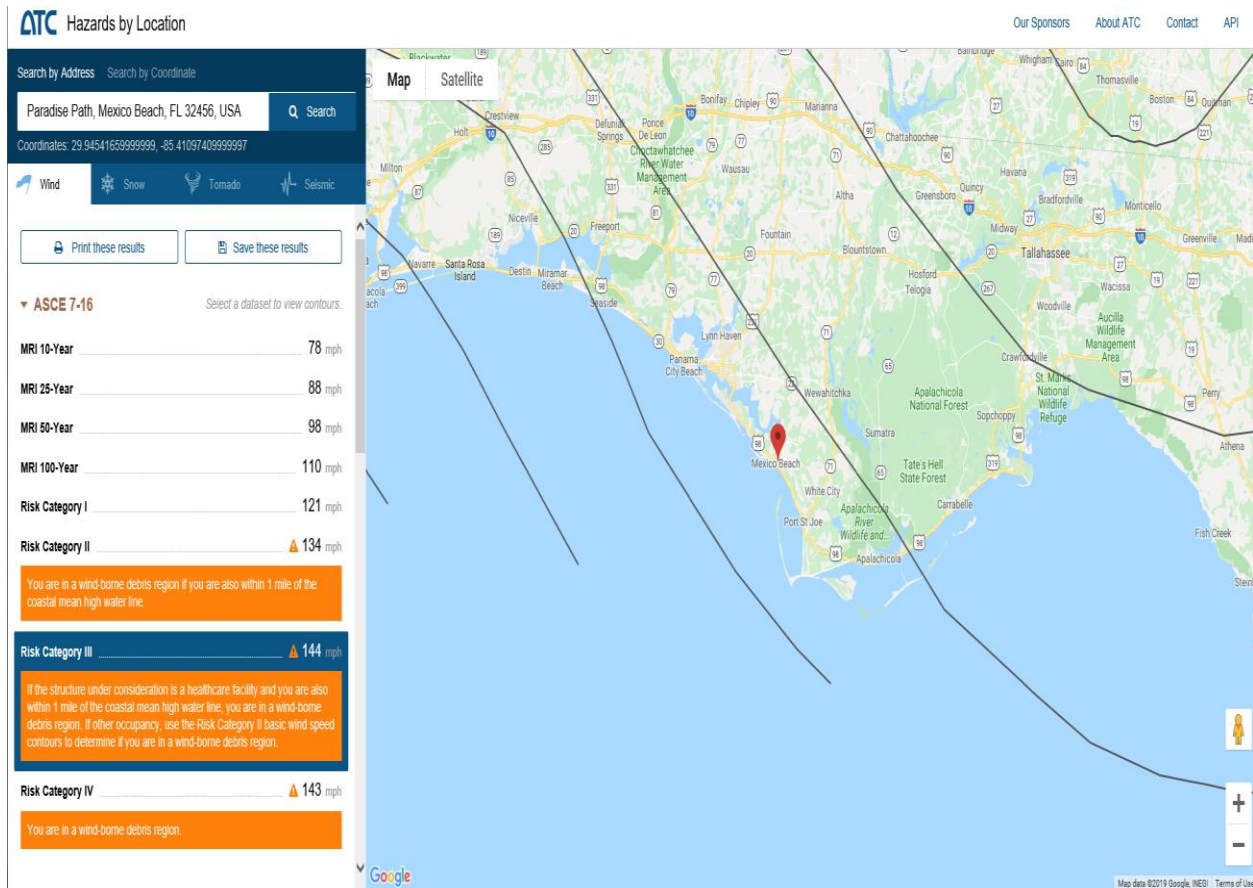 ATC Hazards by Location
Our Sponsors About ATC Contact API
Search by Address Search by Coordinate
Paradise Path, Mexico Beach, FL 32456, USA Search
Coordinates: 29.94541659999999, -85.41097409999997
Wind Snow Tornado Seismic
Print these results Save these results
ASCE 7-16 Select a dataset to view contours.
MRI 10-Year 78 mph
MRI 25-Year 88 mph
MRI 50-Year 98 mph
MRI 100-Year 110 mph
Risk Category I 121 mph
Risk Category II 134 mph
You are in a wind-borne debris region if you are also within 1 mile of the
coastal mean high water line.
Risk Category III 144 mph
If the structure under consideration is a healthcare facility and you are also
within 1 mile of the coastal mean high water line, you are in a wind-borne
debris region. If other occupancy, use the Risk Category II basic wind speed
contours to determine if you are in a wind-borne debris region.
Risk Category IV 143 mph
You are in a wind-borne debris region.
Map Satellite
Blackwater
Bainbridge
Whigham Cairo
Thomasville
Boston
Quitman
Crestview
Bonifay Chipley
Marianna
Holt
Defuniak
Springs
Ponce
De Leon
Chattahoochee
Choctawhatchee
River Water
Management
Area
Wausau
Milton
Altha
Greensboro
Quincy
Havana
Bradfordville
Monticello
Niceville
Freeport
Fountain
Midway
Tallahassee
Greenville
Blountstown
Navarre
Santa Rosa
Island
Destin
Miramar
Beach
Seaside
Hosford
Telogia
Wacissa
Woodville
Lynn Haven
Aucilla
Wildlife
Management
Area
Panama
City Beach
Crawfordville
Wewahitchka
Apalachicola
National Forest
St. Marks
National
Wildlife
Refuge
Perry
Sopchoppy
Sumatra
Athena
Mexico Beach
Tate's Hell
State Forest
White City
Carrabelle
Port St Joe
Apalachicola
River
Wildlife and...
Apalachicola
Fish Creek
Google
Map data ©2019 Google, INEGI Terms of Use